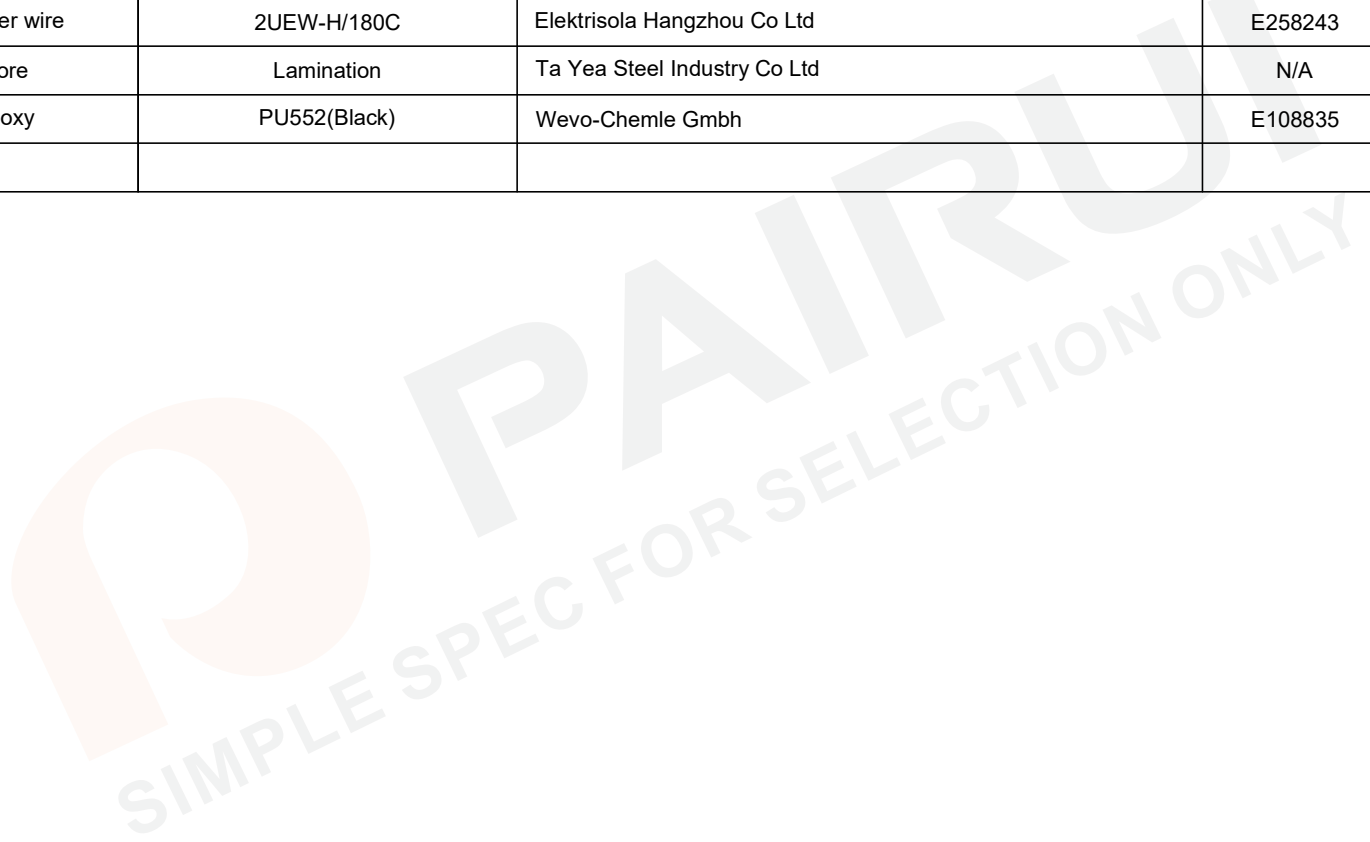 er wire 2UEW-H/180C Elektrisola Hangzhou Co Ltd E258243
ore Lamination Ta Yea Steel Industry Co Ltd N/A
oxy PU552(Black) Wevo-Chemle Gmbh E108835
PAIRUI
SIMPLE SPEC FOR SELECTION ONLY